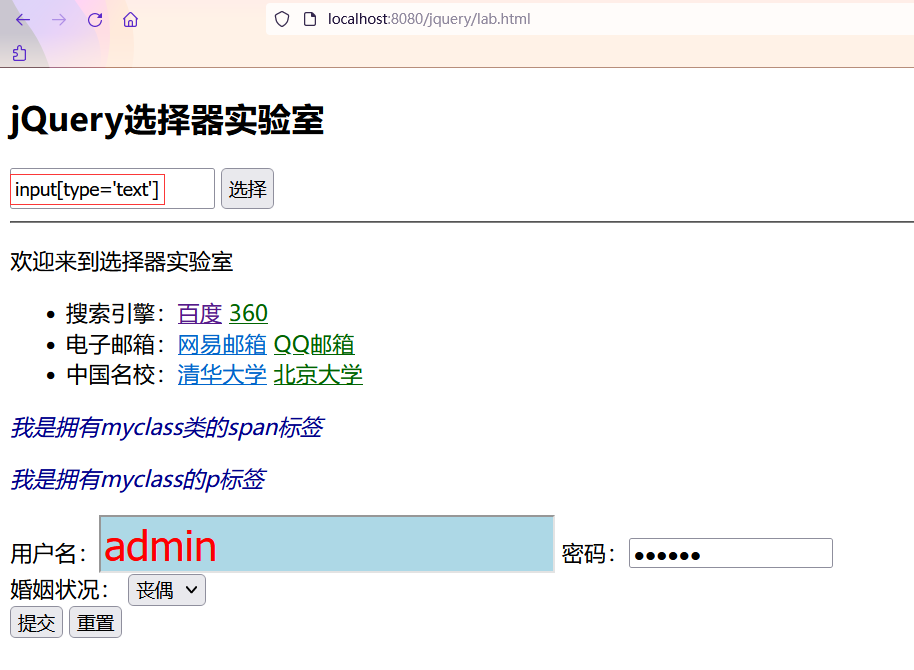 localhost:8080/jquery/lab.html
jQuery选择器实验室
input[type='text'] 选择
欢迎来到选择器实验室
• 搜索引擎：百度 360
• 电子邮箱：网易邮箱 QQ邮箱
• 中国名校：清华大学 北京大学
我是拥有myclass类的span标签
我是拥有myclass的p标签
用户名：admin 密码：••••••
婚姻状况： 丧偶
提交 重置